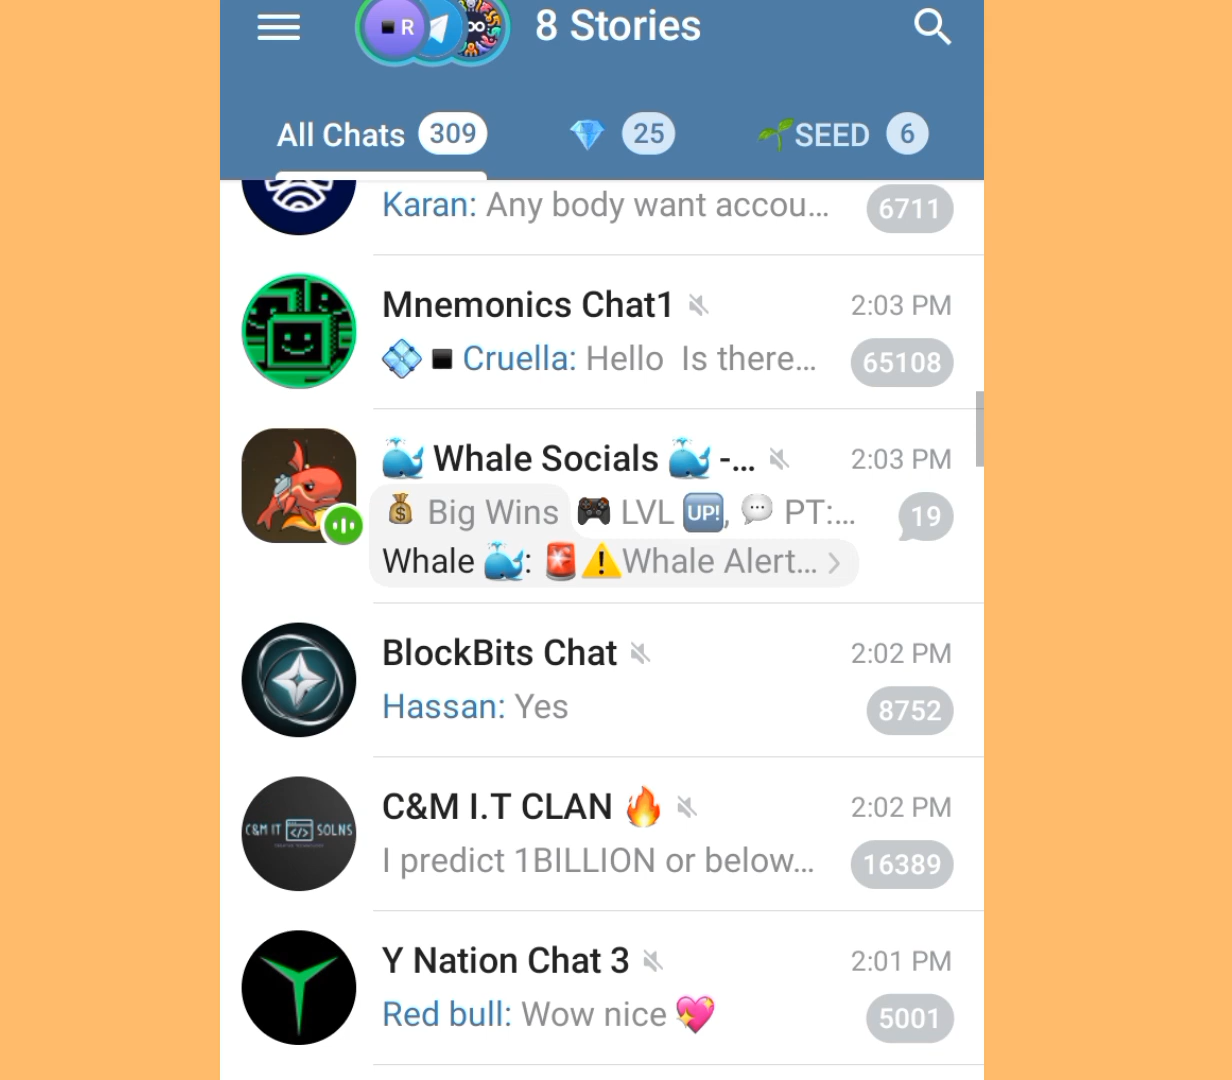 R 8 Stories
All Chats 309 💎 25 🌱SEED 6
Karan: Any body want accou... 6711
Mnemonics Chat1 2:03 PM
Cruella: Hello Is there... 65108
🐳 Whale Socials 🐳 -... 2:03 PM
💰 Big Wins 🎮 LVL 🆙, 💬 PT:... 19
Whale 🐳: 🚨⚠️Whale Alert...
BlockBits Chat 2:02 PM
Hassan: Yes 8752
C&M I.T CLAN 🔥 2:02 PM
C&M IT </> SOLNS
I predict 1BILLION or below... 16389
Y Nation Chat 3 2:01 PM
Red bull: Wow nice 💖 5001